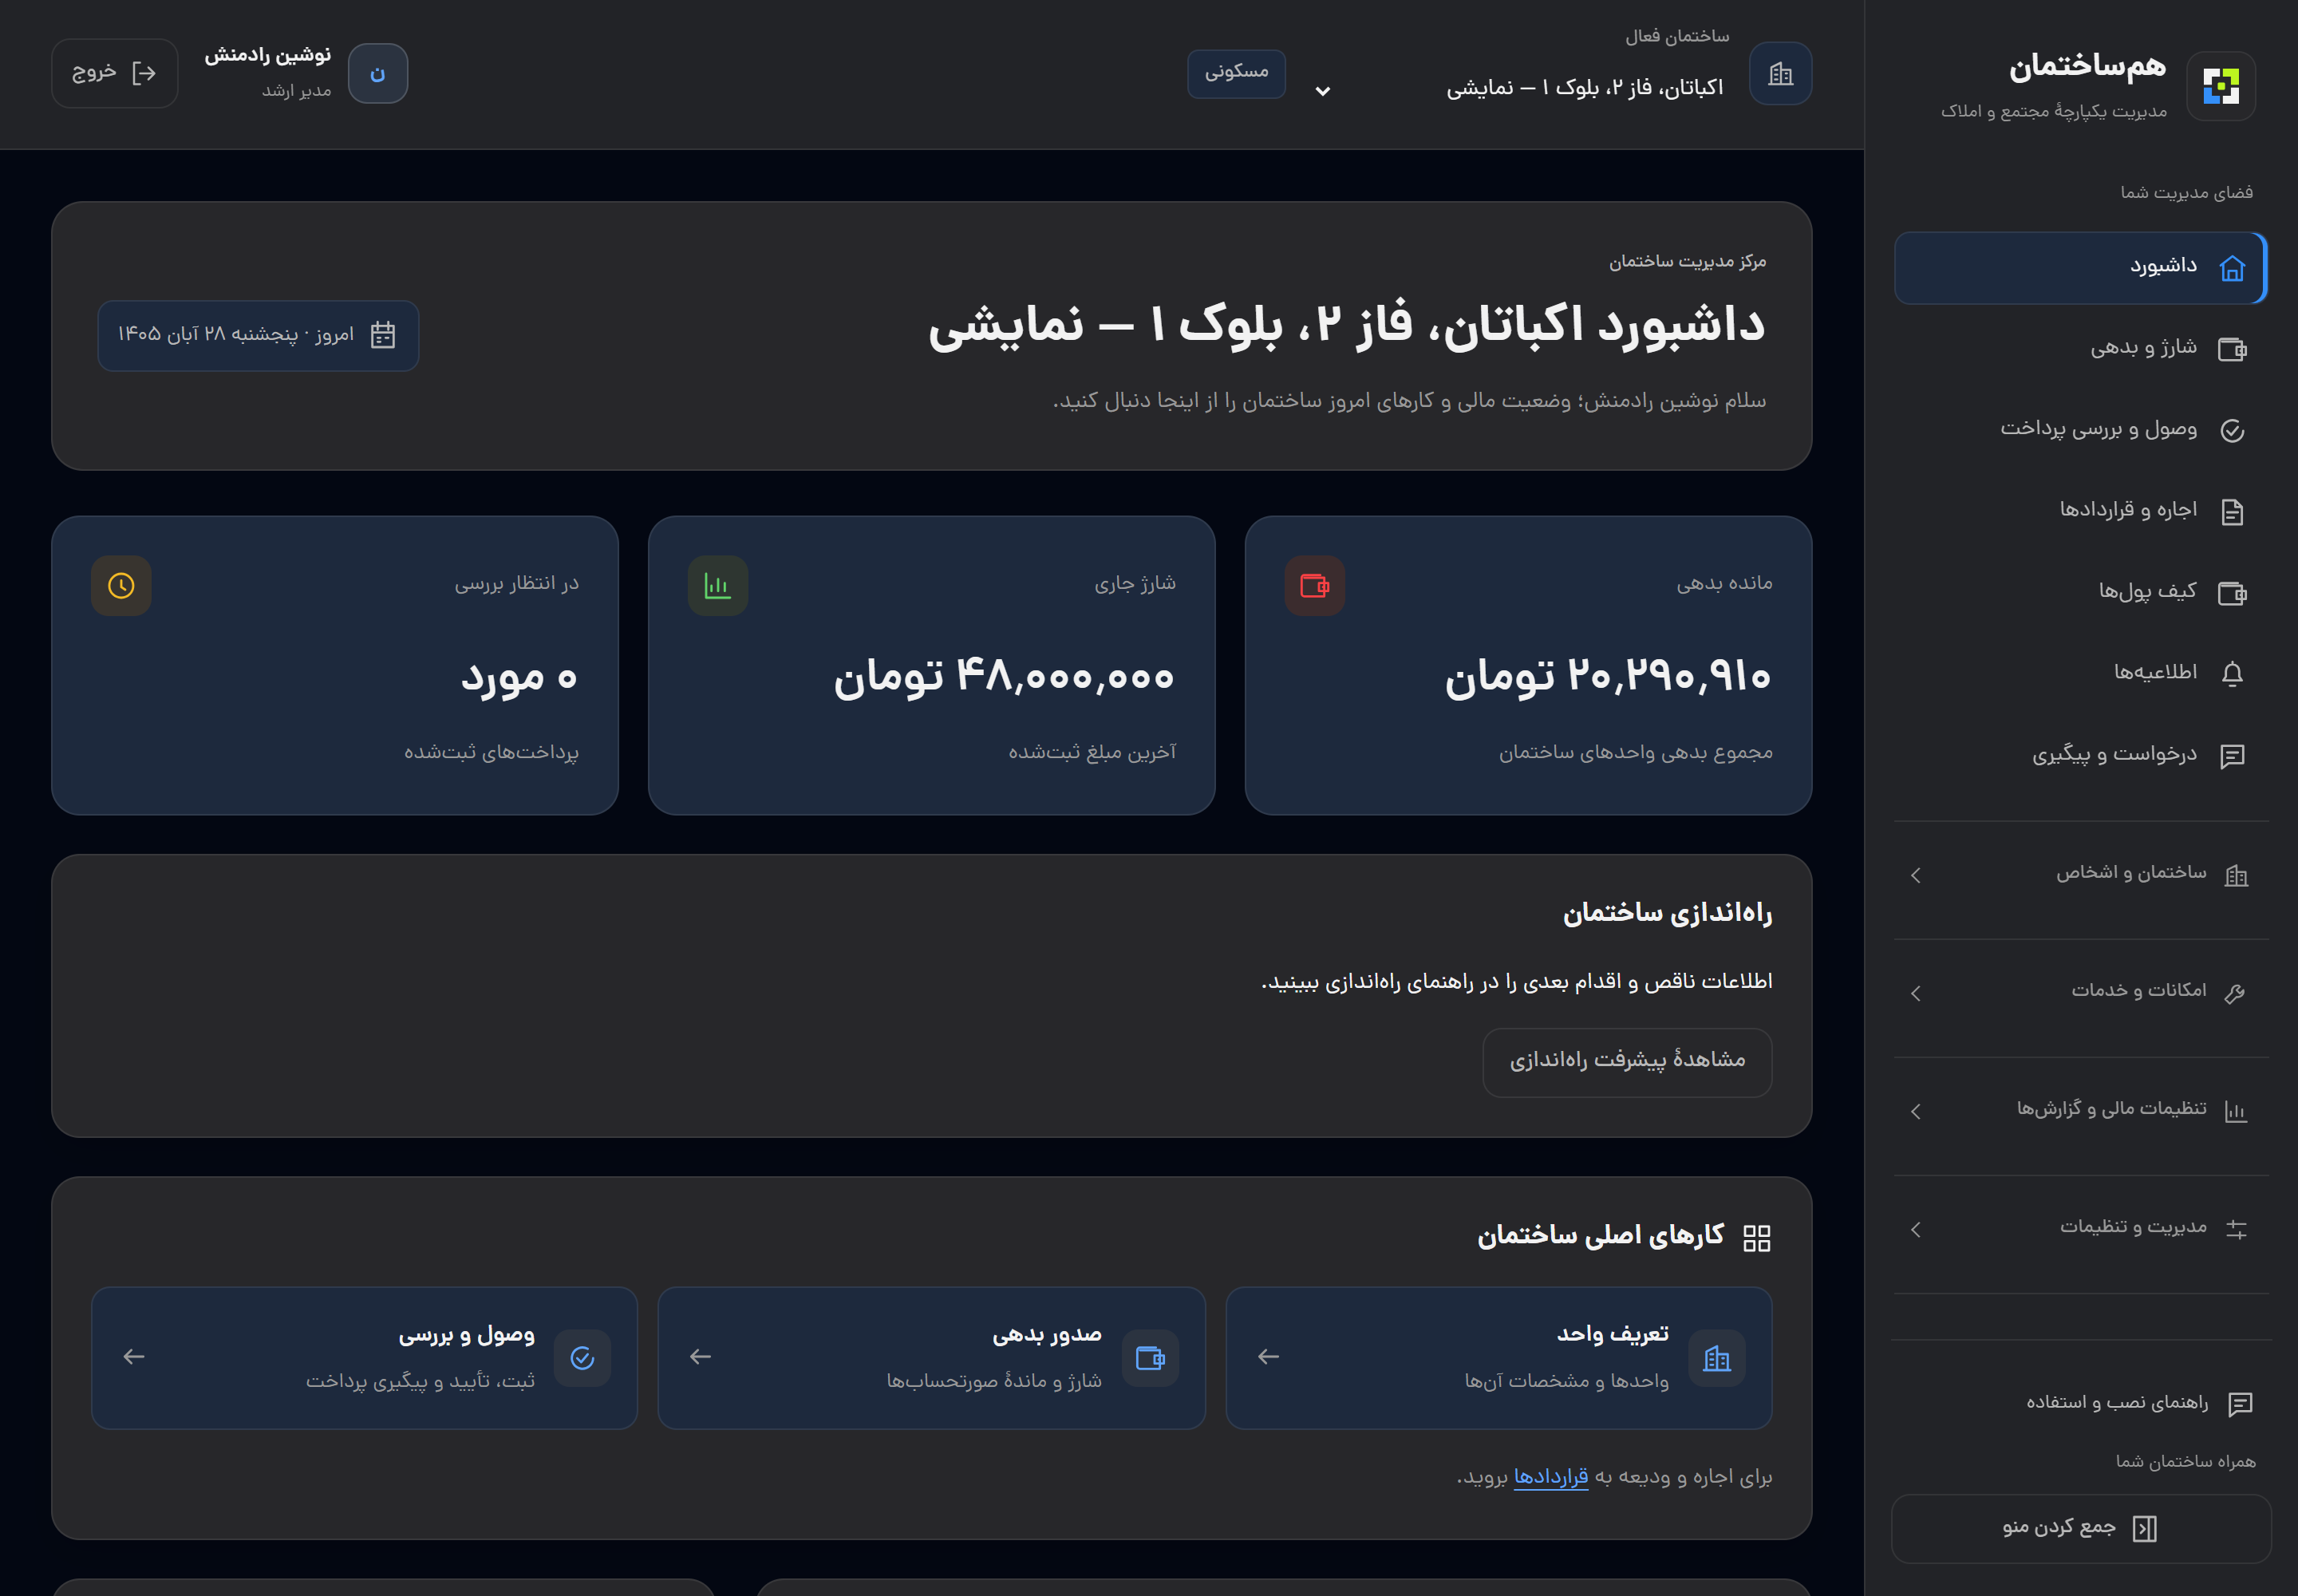 هم‌ساختمان
مدیریت یکپارچهٔ مجتمع و املاک
فضای مدیریت شما
داشبورد
شارژ و بدهی
وصول و بررسی پرداخت
اجاره و قراردادها
کیف پول‌ها
اطلاعیه‌ها
درخواست و پیگیری
ساختمان و اشخاص
امکانات و خدمات
تنظیمات مالی و گزارش‌ها
مدیریت و تنظیمات
راهنمای نصب و استفاده
همراه ساختمان شما
جمع کردن منو
ساختمان فعال
اکباتان، فاز ۲، بلوک ۱ – نمایشی
مسکونی
ن
نوشین رادمنش
مدیر ارشد
خروج
مرکز مدیریت ساختمان
داشبورد اکباتان، فاز ۲، بلوک ۱ – نمایشی
سلام نوشین رادمنش؛ وضعیت مالی و کارهای امروز ساختمان را از اینجا دنبال کنید.
امروز · پنجشنبه ۲۸ آبان ۱۴۰۵
مانده بدهی
۲۰٬۲۹۰٬۹۱۰ تومان
مجموع بدهی واحدهای ساختمان
شارژ جاری
۴۸٬۰۰۰٬۰۰۰ تومان
آخرین مبلغ ثبت‌شده
در انتظار بررسی
۰ مورد
پرداخت‌های ثبت‌شده
راه‌اندازی ساختمان
اطلاعات ناقص و اقدام بعدی را در راهنمای راه‌اندازی ببینید.
مشاهدهٔ پیشرفت راه‌اندازی
کارهای اصلی ساختمان
تعریف واحد
واحدها و مشخصات آن‌ها
صدور بدهی
شارژ و ماندهٔ صورتحساب‌ها
وصول و بررسی
ثبت، تأیید و پیگیری پرداخت
برای اجاره و ودیعه به قراردادها بروید.